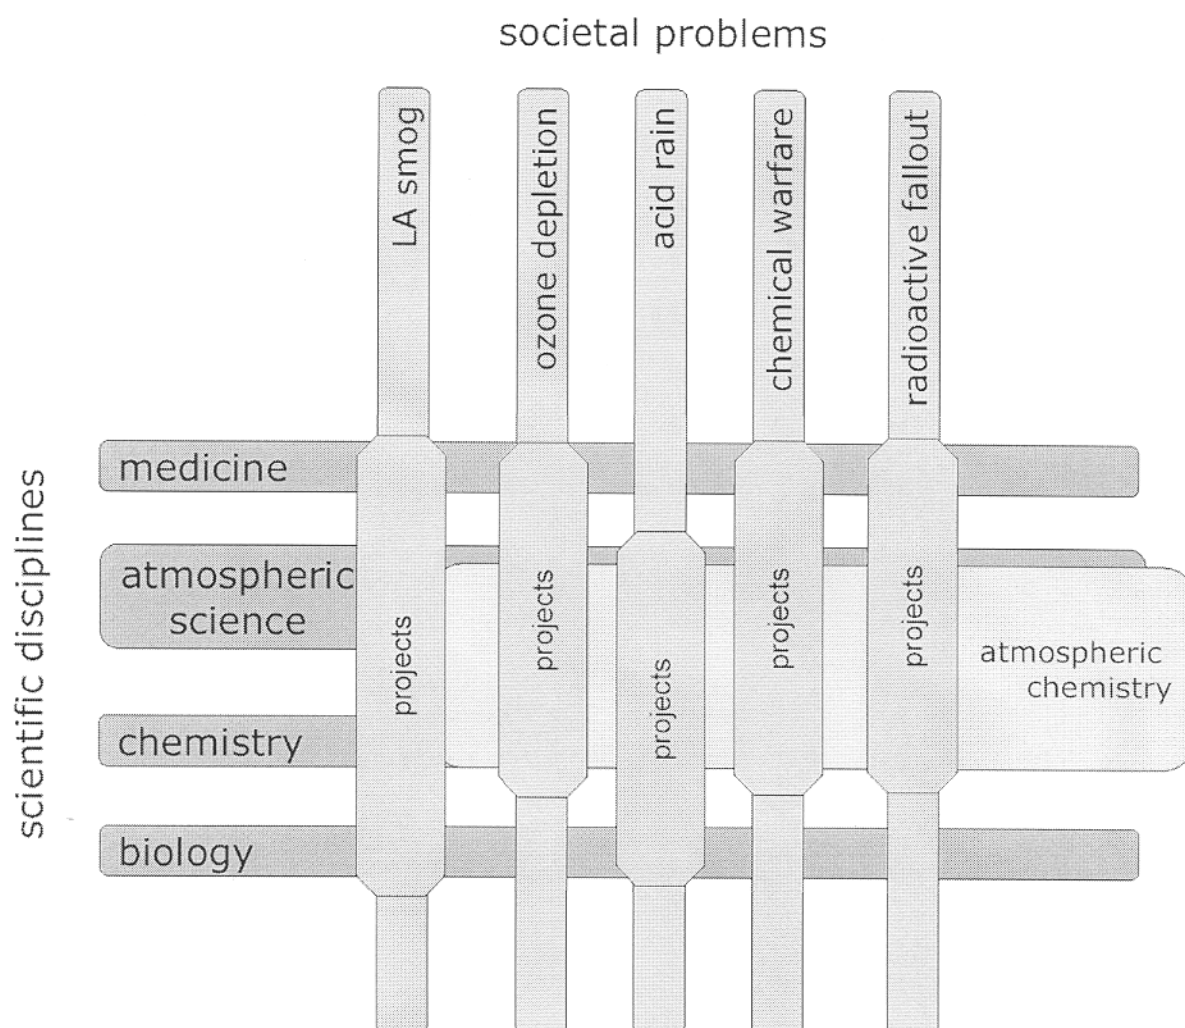 societal problems
LA smog
ozone depletion
acid rain
chemical warfare
radioactive fallout
scientific disciplines
medicine
atmospheric
science
chemistry
biology
projects
projects
projects
projects
projects
atmospheric
chemistry